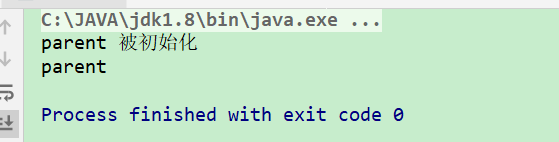 C:\JAVA\jdk1.8\bin\java.exe ...
parent 被初始化
parent
Process finished with exit code 0